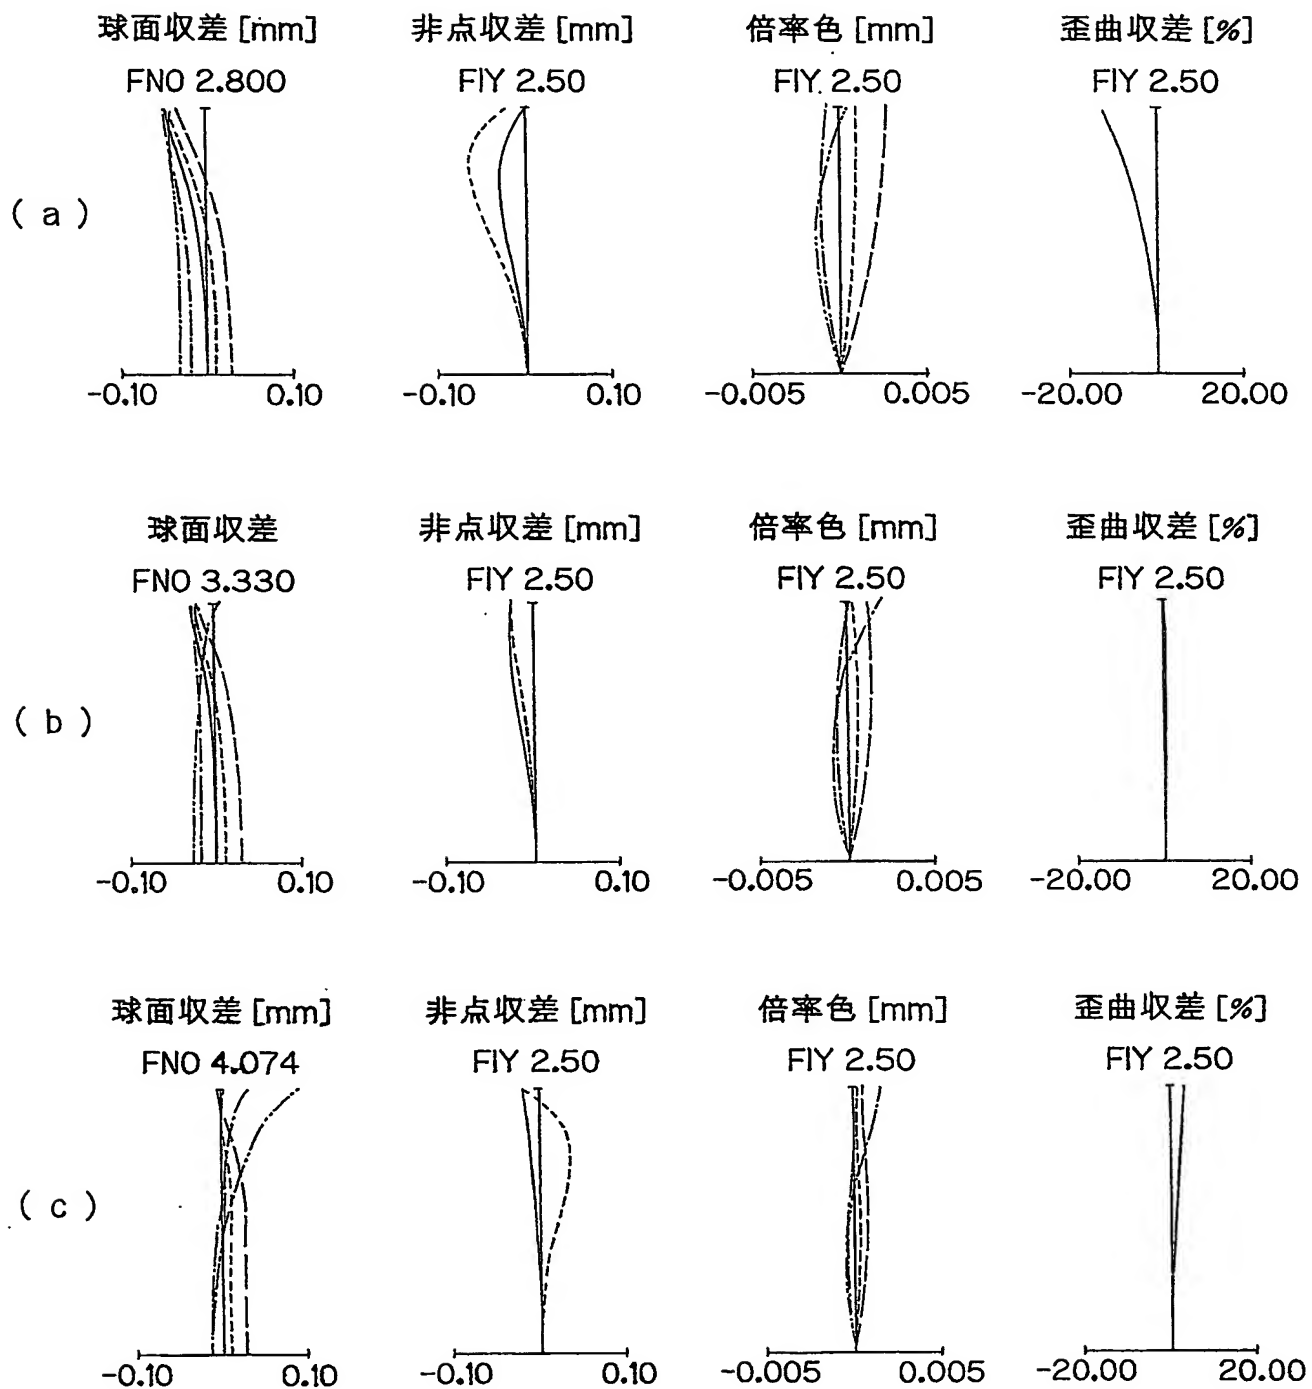 球面収差 [mm] 非点収差 [mm] 倍率色 [mm] 歪曲収差 [%]
FNO 2.800 FIY 2.50 FIY 2.50 FIY 2.50
( a )
-0.10 0.10 -0.10 0.10 -0.005 0.005 -20.00 20.00
球面収差 非点収差 [mm] 倍率色 [mm] 歪曲収差 [%]
FNO 3.330 FIY 2.50 FIY 2.50 FIY 2.50
( b )
-0.10 0.10 -0.10 0.10 -0.005 0.005 -20.00 20.00
球面収差 [mm] 非点収差 [mm] 倍率色 [mm] 歪曲収差 [%]
FNO 4.074 FIY 2.50 FIY 2.50 FIY 2.50
( c )
-0.10 0.10 -0.10 0.10 -0.005 0.005 -20.00 20.00